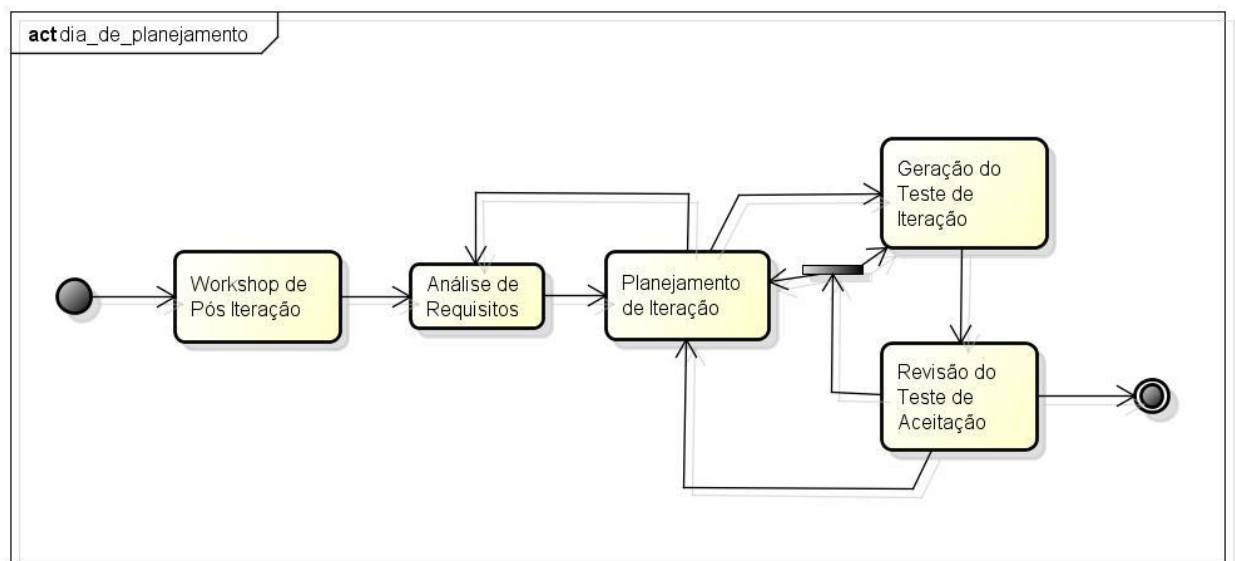 act dia_de_planejamento
Workshop de
Pós Iteração
Análise de
Requisitos
Planejamento
de Iteração
Geração do
Teste de
Iteração
Revisão do
Teste de
Aceitação